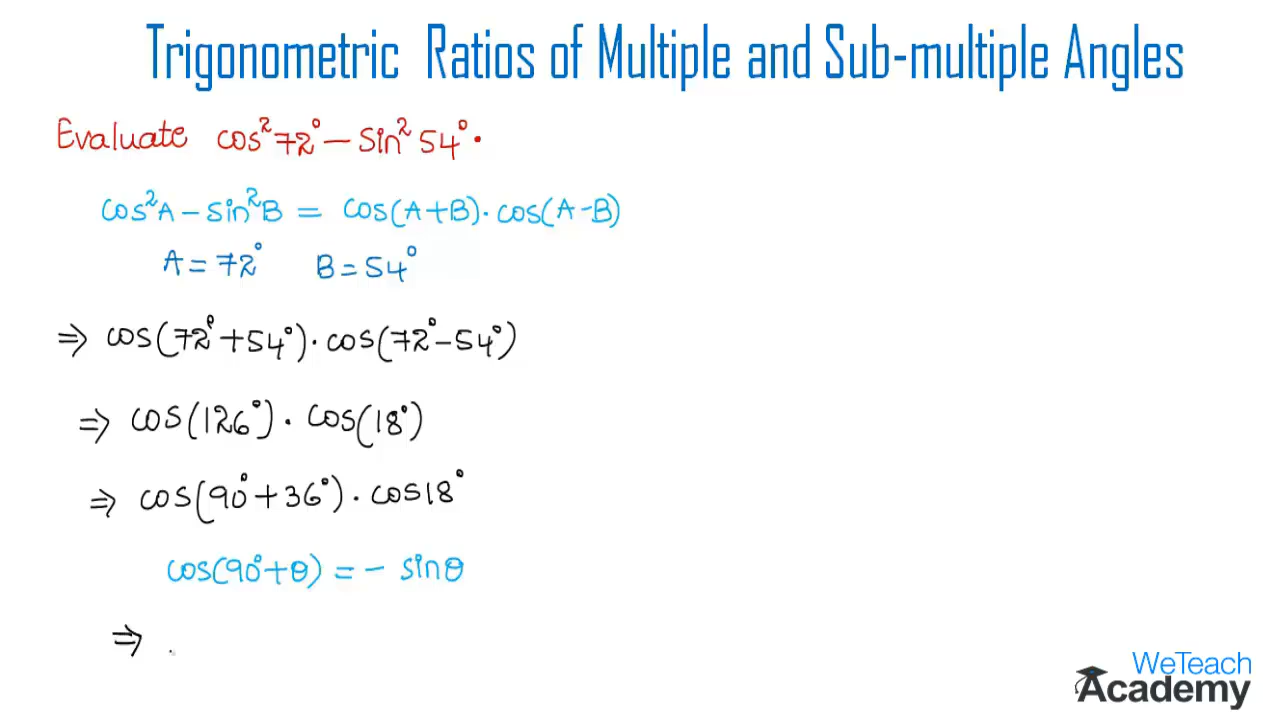 Trigonometric Ratios of Multiple and Sub-multiple Angles
Evaluate cos²72° – sin²54°.
cos²A – sin²B = cos(A+B)·cos(A–B)
A = 72° B = 54°
⇒ cos(72°+54°)·cos(72°–54°)
⇒ cos(126°)·cos(18°)
⇒ cos(90°+36°)·cos18°
cos(90°+θ) = – sinθ
⇒
WeTeach
Academy